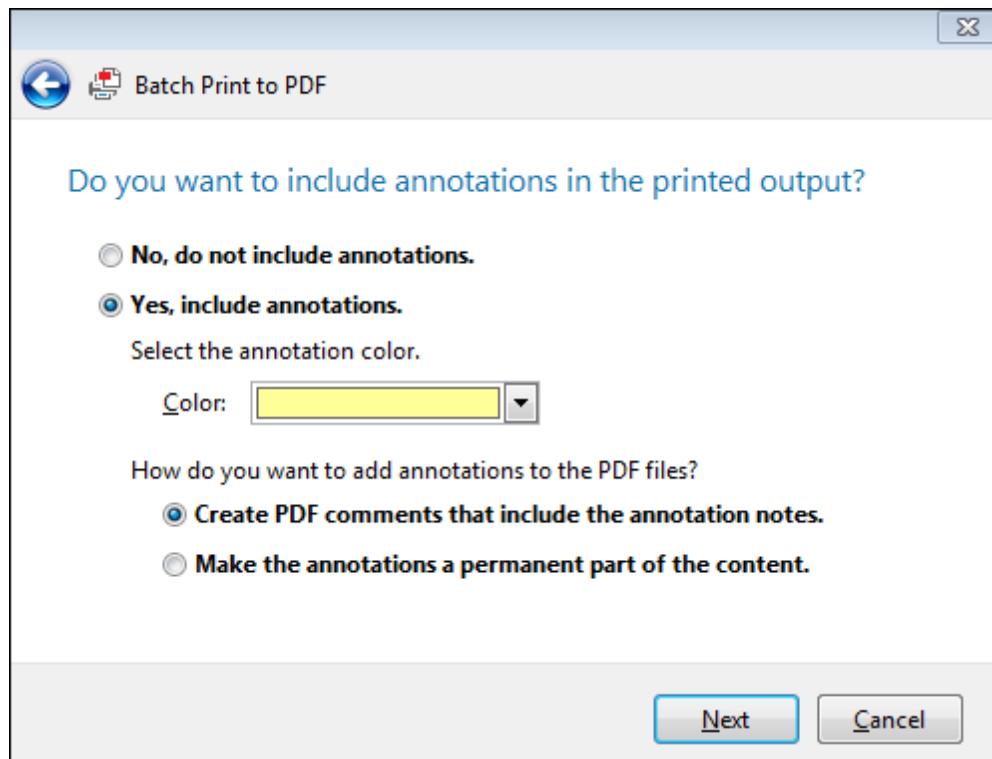 Batch Print to PDF
Do you want to include annotations in the printed output?
No, do not include annotations.
Yes, include annotations.
Select the annotation color.
Color:
How do you want to add annotations to the PDF files?
Create PDF comments that include the annotation notes.
Make the annotations a permanent part of the content.
Next Cancel